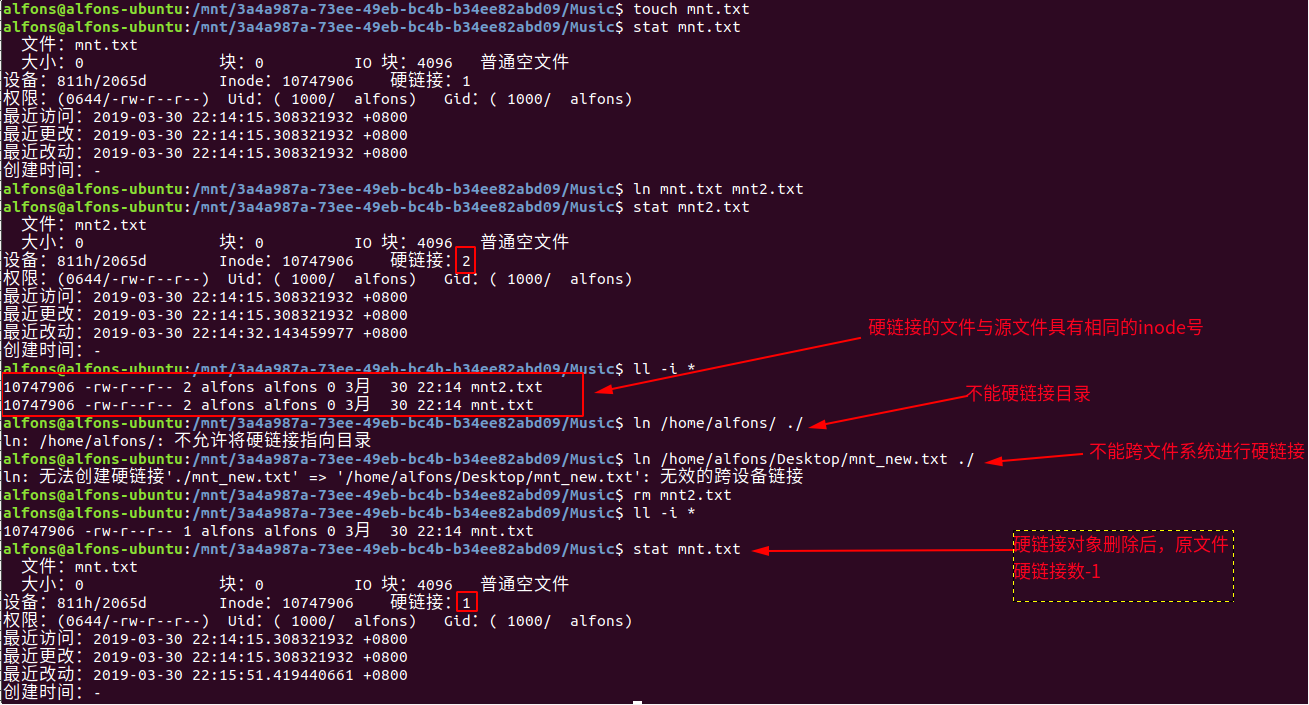 alfons@alfons-ubuntu:/mnt/3a4a987a-73ee-49eb-bc4b-b34ee82abd09/Music$ touch mnt.txt
alfons@alfons-ubuntu:/mnt/3a4a987a-73ee-49eb-bc4b-b34ee82abd09/Music$ stat mnt.txt
文件：mnt.txt
大小：0 块：0 IO 块：4096 普通空文件
设备：811h/2065d Inode：10747906 硬链接：1
权限：(0644/-rw-r--r--) Uid：( 1000/ alfons) Gid：( 1000/ alfons)
最近访问：2019-03-30 22:14:15.308321932 +0800
最近更改：2019-03-30 22:14:15.308321932 +0800
最近改动：2019-03-30 22:14:15.308321932 +0800
创建时间：-
alfons@alfons-ubuntu:/mnt/3a4a987a-73ee-49eb-bc4b-b34ee82abd09/Music$ ln mnt.txt mnt2.txt
alfons@alfons-ubuntu:/mnt/3a4a987a-73ee-49eb-bc4b-b34ee82abd09/Music$ stat mnt2.txt
文件：mnt2.txt
大小：0 块：0 IO 块：4096 普通空文件
设备：811h/2065d Inode：10747906 硬链接：2
权限：(0644/-rw-r--r--) Uid：( 1000/ alfons) Gid：( 1000/ alfons)
最近访问：2019-03-30 22:14:15.308321932 +0800
最近更改：2019-03-30 22:14:15.308321932 +0800
最近改动：2019-03-30 22:14:32.143459977 +0800
硬链接的文件与源文件具有相同的inode号
创建时间：-
alfons@alfons-ubuntu:/mnt/3a4a987a-73ee-49eb-bc4b-b34ee82abd09/Music$ ll -i *
10747906 -rw-r--r-- 2 alfons alfons 0 3月 30 22:14 mnt2.txt
不能硬链接目录
10747906 -rw-r--r-- 2 alfons alfons 0 3月 30 22:14 mnt.txt
alfons@alfons-ubuntu:/mnt/3a4a987a-73ee-49eb-bc4b-b34ee82abd09/Music$ ln /home/alfons/ ./
ln: /home/alfons/: 不允许将硬链接指向目录
不能跨文件系统进行硬链接
alfons@alfons-ubuntu:/mnt/3a4a987a-73ee-49eb-bc4b-b34ee82abd09/Music$ ln /home/alfons/Desktop/mnt_new.txt ./
ln: 无法创建硬链接'./mnt_new.txt' => '/home/alfons/Desktop/mnt_new.txt': 无效的跨设备链接
alfons@alfons-ubuntu:/mnt/3a4a987a-73ee-49eb-bc4b-b34ee82abd09/Music$ rm mnt2.txt
alfons@alfons-ubuntu:/mnt/3a4a987a-73ee-49eb-bc4b-b34ee82abd09/Music$ ll -i *
10747906 -rw-r--r-- 1 alfons alfons 0 3月 30 22:14 mnt.txt
alfons@alfons-ubuntu:/mnt/3a4a987a-73ee-49eb-bc4b-b34ee82abd09/Music$ stat mnt.txt
硬链接对象删除后，原文件
硬链接数-1
文件：mnt.txt
大小：0 块：0 IO 块：4096 普通空文件
设备：811h/2065d Inode：10747906 硬链接：1
权限：(0644/-rw-r--r--) Uid：( 1000/ alfons) Gid：( 1000/ alfons)
最近访问：2019-03-30 22:14:15.308321932 +0800
最近更改：2019-03-30 22:14:15.308321932 +0800
最近改动：2019-03-30 22:15:51.419440661 +0800
创建时间：-